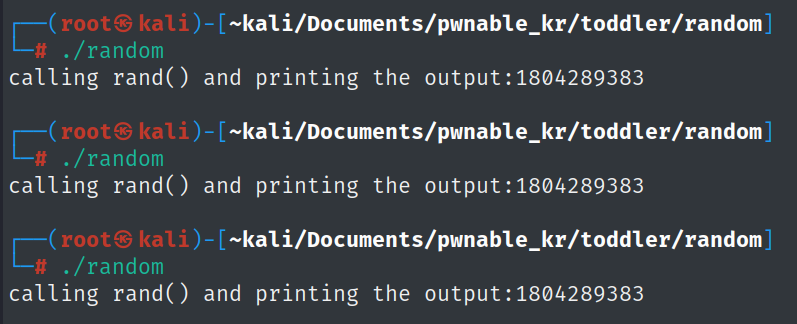 ┌──(root㉿kali)-[~kali/Documents/pwnable_kr/toddler/random]
└─# ./random
calling rand() and printing the output:1804289383
┌──(root㉿kali)-[~kali/Documents/pwnable_kr/toddler/random]
└─# ./random
calling rand() and printing the output:1804289383
┌──(root㉿kali)-[~kali/Documents/pwnable_kr/toddler/random]
└─# ./random
calling rand() and printing the output:1804289383